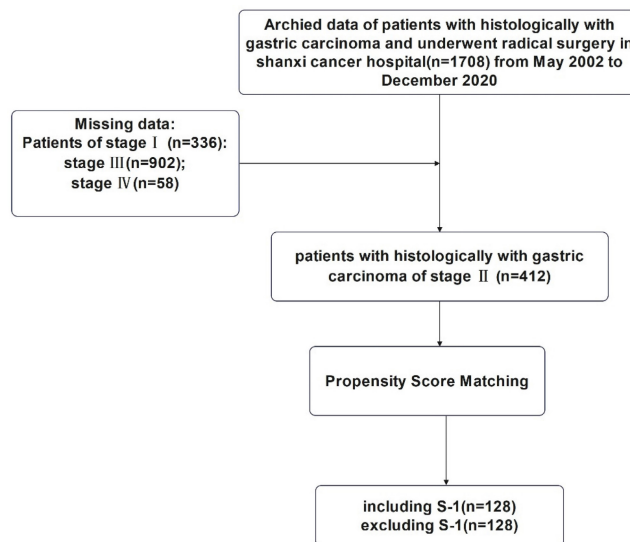 Archied data of patients with histologically with
gastric carcinoma and underwent radical surgery in
shanxi cancer hospital(n=1708) from May 2002 to
December 2020
Missing data:
Patients of stage Ⅰ (n=336):
stage Ⅲ(n=902);
stage Ⅳ(n=58)
patients with histologically with gastric
carcinoma of stage Ⅱ (n=412)
Propensity Score Matching
including S-1(n=128)
excluding S-1(n=128)